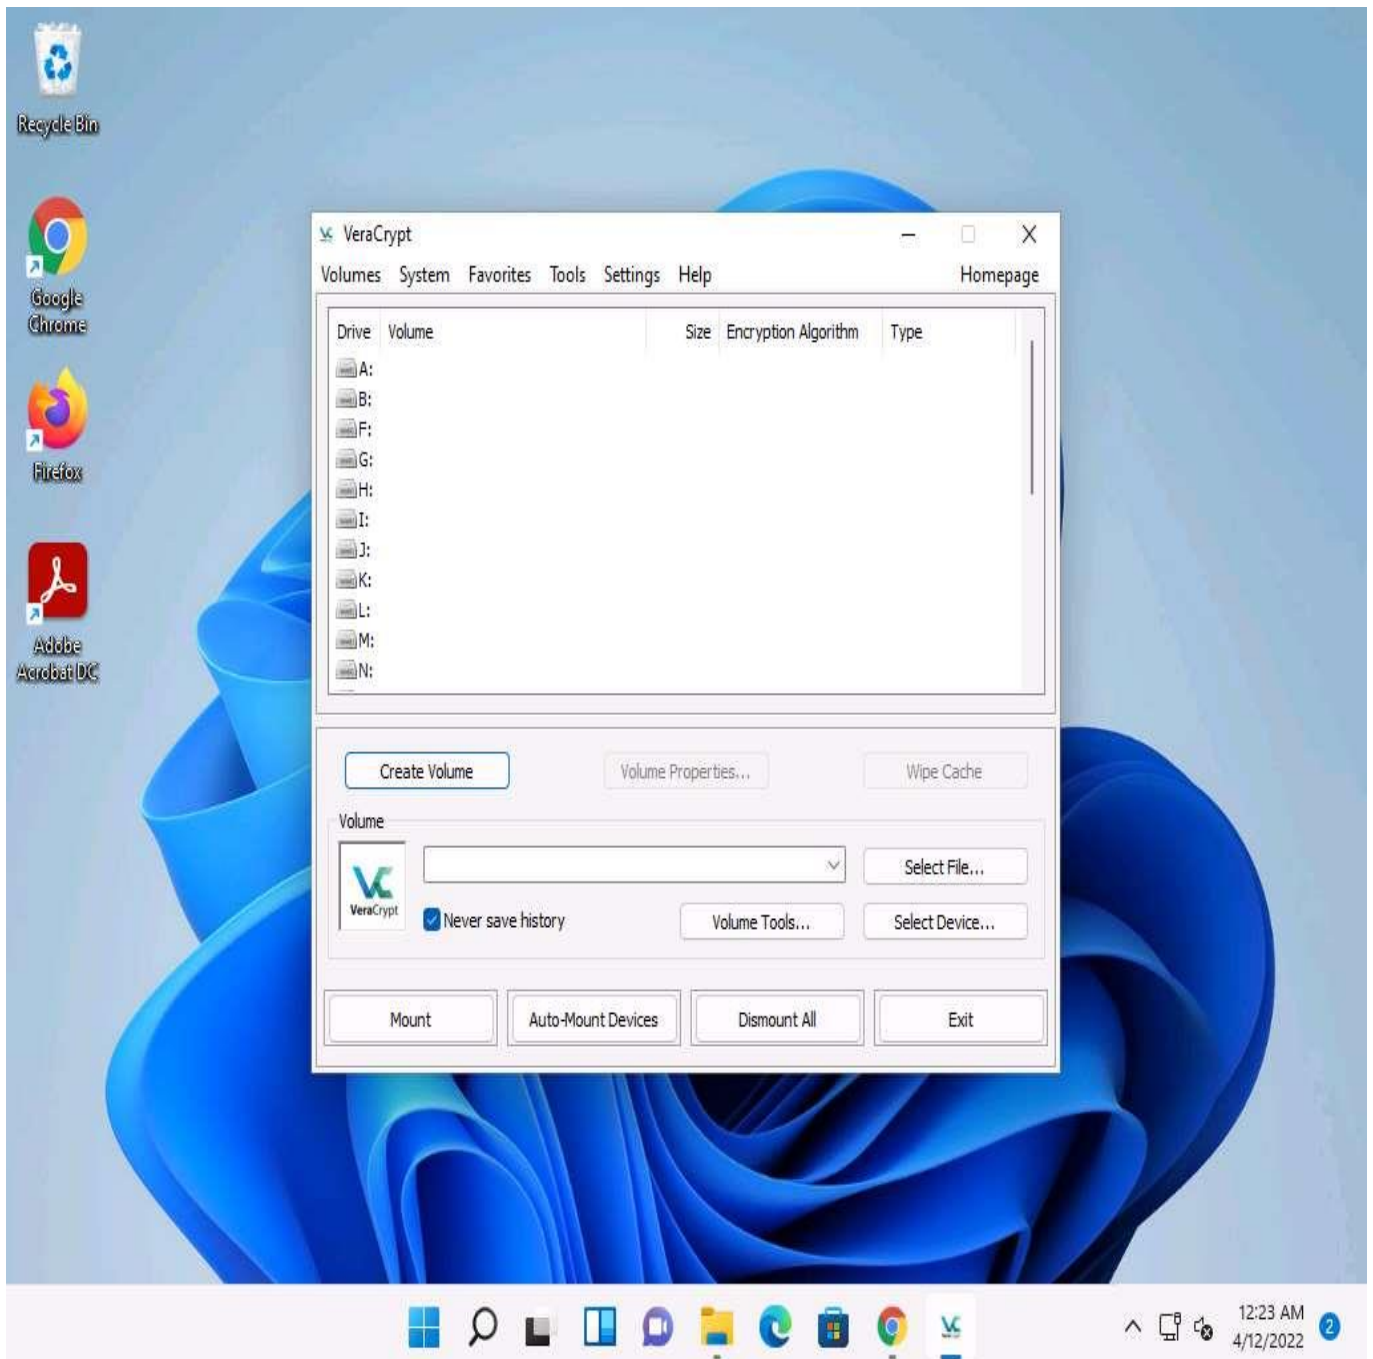 Recycle Bin
Google
Chrome
Firefox
Adobe
Acrobat DC
VeraCrypt
Volumes System Favorites Tools Settings Help Homepage
Drive Volume Size Encryption Algorithm Type
A:
B:
F:
G:
H:
I:
J:
K:
L:
M:
N:
Create Volume Volume Properties... Wipe Cache
Volume
VeraCrypt
Select File...
Never save history Volume Tools... Select Device...
Mount Auto-Mount Devices Dismount All Exit
12:23 AM
4/12/2022
2